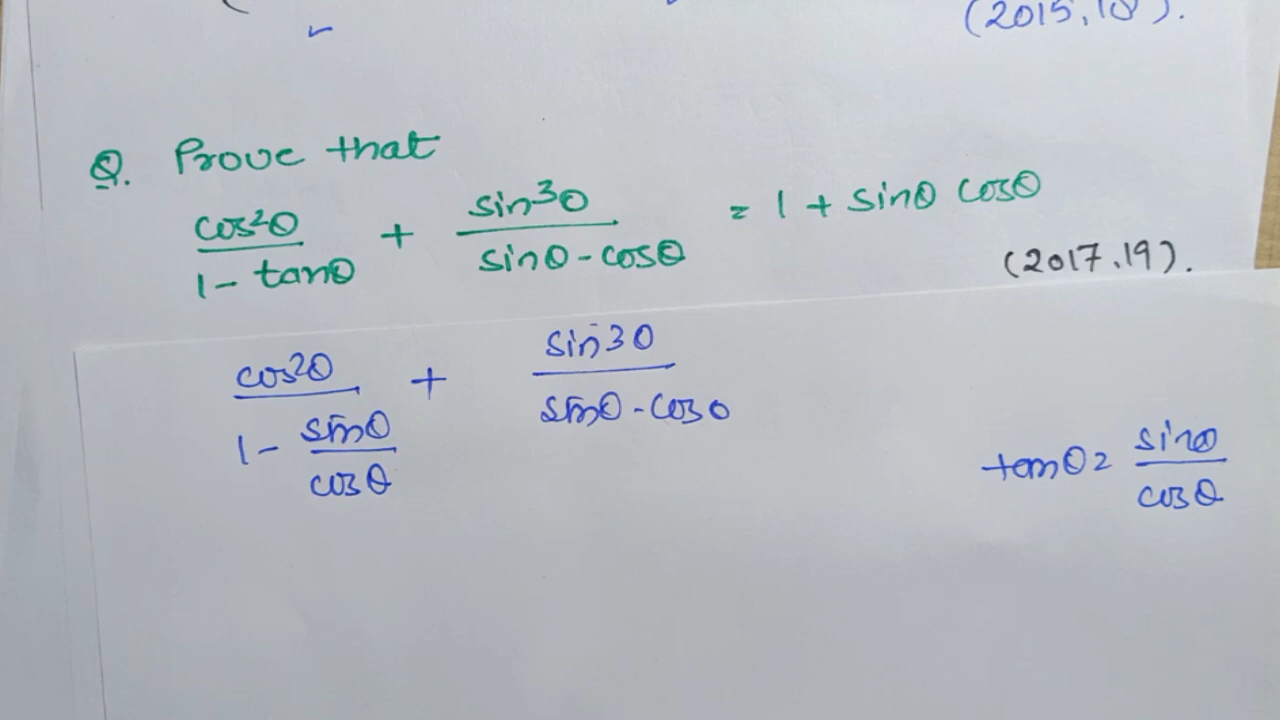 (2015,18).
Q. Prove that
cos²θ/1-tanθ + sin³θ/sinθ-cosθ = 1 + sinθ cosθ
(2017,19).
cos²θ/1-sinθ/cosθ + sin3θ/sinθ-cosθ
tanθ = sinθ/cosθ